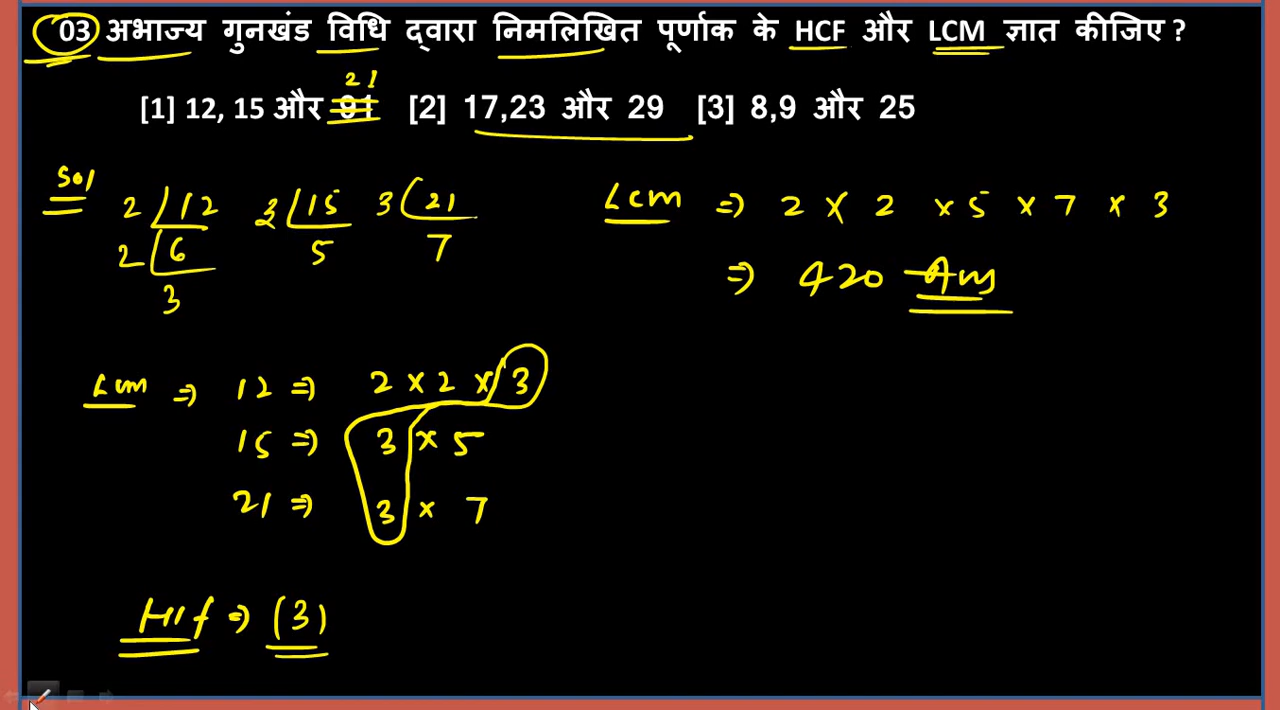 03 अभाज्य गुनखंड विधि द्वारा निमलिखित पूर्णाक के HCF और LCM ज्ञात कीजिए ?
21
[1] 12, 15 और 91 [2] 17,23 और 29 [3] 8,9 और 25
Sol
2 12 3 15 3 21
2 6 5 7
3
Lcm ⇒ 2 × 2 × 5 × 7 × 3
⇒ 420 Ans
Lcm ⇒ 12 ⇒ 2 × 2 × 3
15 ⇒ 3 × 5
21 ⇒ 3 × 7
Hcf ⇒ (3)